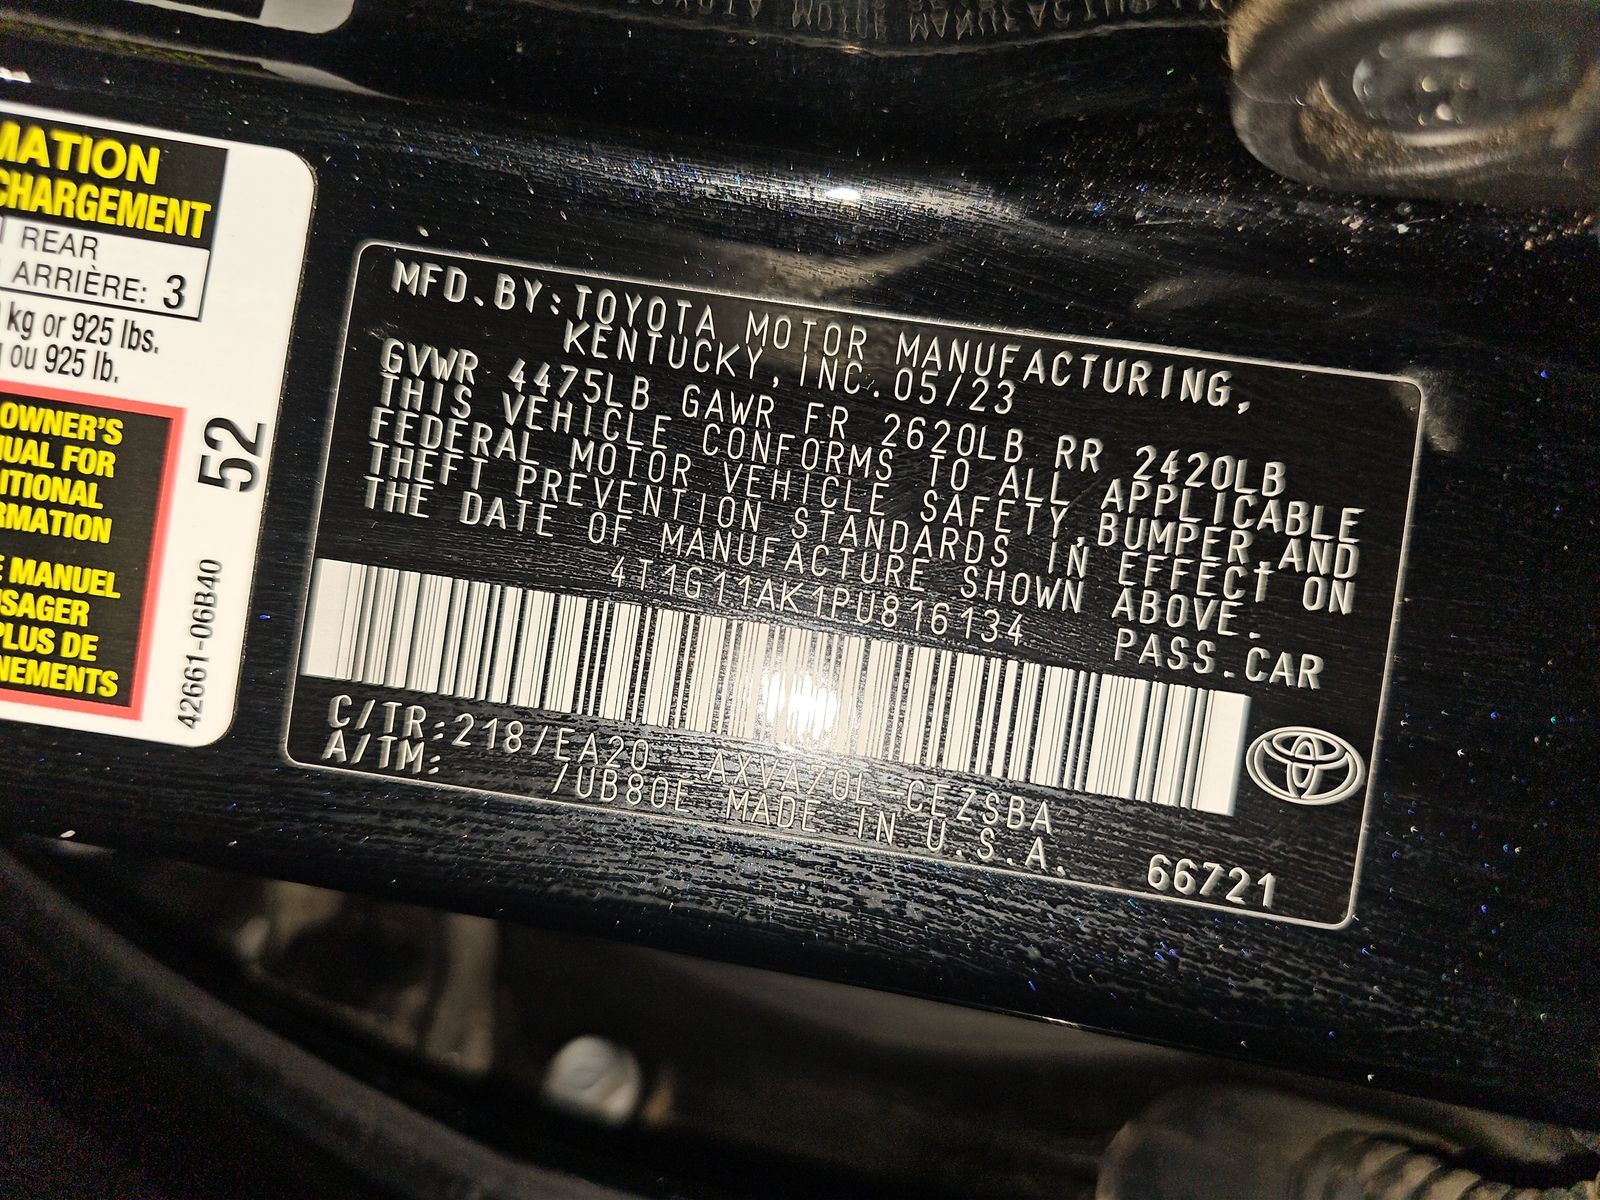 MATION
CHARGEMENT
REAR
ARRIÈRE: 3
kg or 925 lbs.
ou 925 lb.
OWNER'S
UAL FOR
ITIONAL
RMATION
MANUEL
SAGER
PLUS DE
NEMENTS
52
42661-06B40
MFD.BY:TOYOTA MOTOR MANUFACTURING,
KENTUCKY, INC. 05/23
GVWR 4475LB GAWR FR 2620LB RR 2420LB
THIS VEHICLE CONFORMS TO ALL APPLICABLE
FEDERAL MOTOR VEHICLE SAFETY,BUMPER,AND
THEFT PREVENTION STANDARDS IN EFFECT ON
THE DATE OF MANUFACTURE SHOWN ABOVE.
4T1G11AK1PU816134 PASS.CAR
C/TR:218/EA20 AXVA70L-CEZSBA
A/TM: /UB80E MADE IN U.S.A.
66721